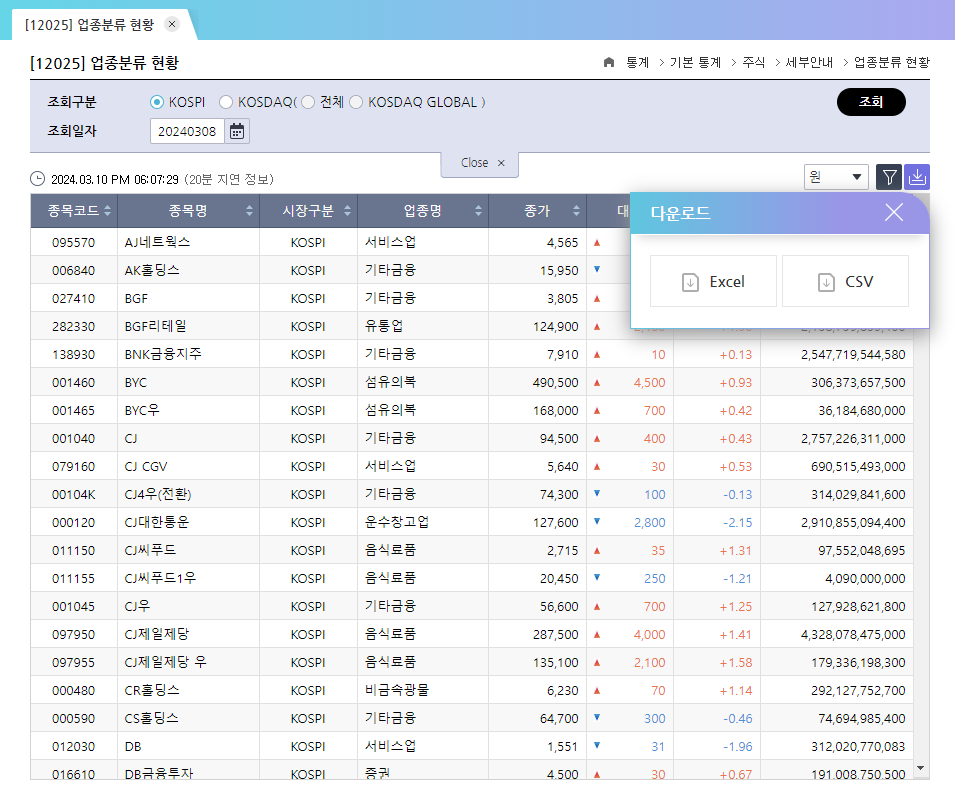 [12025] 업종분류 현황 ×
[12025] 업종분류 현황
통계 > 기본 통계 > 주식 > 세부안내 > 업종분류 현황
조회구분 KOSPI KOSDAQ( 전체 KOSDAQ GLOBAL ) 조회
조회일자 20240308
Close ×
2024.03.10 PM 06:07:29 (20분 지연 정보) 원
종목코드 종목명 시장구분 업종명 종가 대
다운로드
Excel CSV
095570 AJ네트웍스 KOSPI 서비스업 4,565 ▲
006840 AK홀딩스 KOSPI 기타금융 15,950 ▼
027410 BGF KOSPI 기타금융 3,805 ▲
282330 BGF리테일 KOSPI 유통업 124,900 ▲
138930 BNK금융지주 KOSPI 기타금융 7,910 ▲ 10 +0.13 2,547,719,544,580
001460 BYC KOSPI 섬유의복 490,500 ▲ 4,500 +0.93 306,373,657,500
001465 BYC우 KOSPI 섬유의복 168,000 ▲ 700 +0.42 36,184,680,000
001040 CJ KOSPI 기타금융 94,500 ▲ 400 +0.43 2,757,226,311,000
079160 CJ CGV KOSPI 서비스업 5,640 ▲ 30 +0.53 690,515,493,000
00104K CJ4우(전환) KOSPI 기타금융 74,300 ▼ 100 -0.13 314,029,841,600
000120 CJ대한통운 KOSPI 운수창고업 127,600 ▼ 2,800 -2.15 2,910,855,094,400
011150 CJ씨푸드 KOSPI 음식료품 2,715 ▲ 35 +1.31 97,552,048,695
011155 CJ씨푸드1우 KOSPI 음식료품 20,450 ▼ 250 -1.21 4,090,000,000
001045 CJ우 KOSPI 기타금융 56,600 ▲ 700 +1.25 127,928,621,800
097950 CJ제일제당 KOSPI 음식료품 287,500 ▲ 4,000 +1.41 4,328,078,475,000
097955 CJ제일제당 우 KOSPI 음식료품 135,100 ▲ 2,100 +1.58 179,336,198,300
000480 CR홀딩스 KOSPI 비금속광물 6,230 ▲ 70 +1.14 292,127,752,700
000590 CS홀딩스 KOSPI 기타금융 64,700 ▼ 300 -0.46 74,694,985,400
012030 DB KOSPI 서비스업 1,551 ▼ 31 -1.96 312,020,770,083
016610 DB금융투자 KOSPI 증권 4,500 ▲ 30 +0.67 191,008,750,500